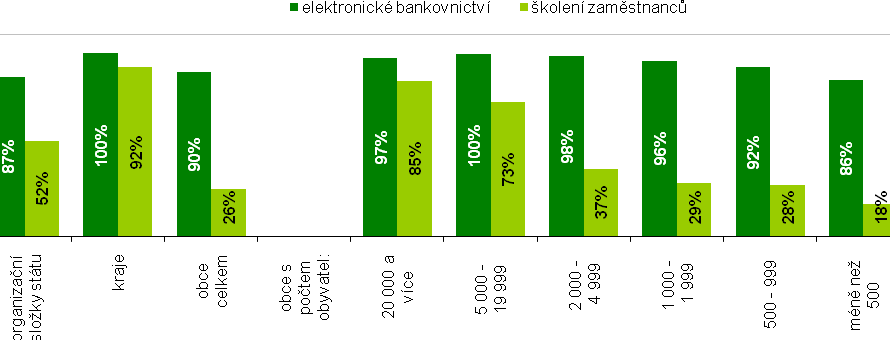 elektronické bankovnictví
školení zaměstnanců
87%
52%
100%
92%
90%
26%
97%
85%
100%
73%
98%
37%
96%
29%
92%
28%
86%
18%
organizační
složky státu
kraje
obce
celkem
obce s
počtem
obyvatel:
20 000 a
více
5 000 -
19 999
2 000 -
4 999
1 000 -
1 999
500 - 999
méně než
500